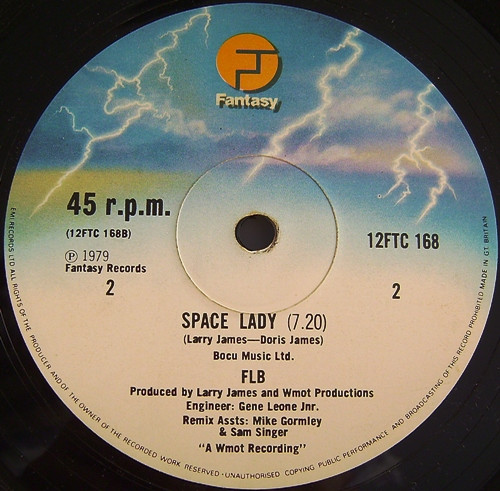 Fantasy
45 r.p.m.
(12FTC 168B)
12FTC 168
Ⓟ 1979
Fantasy Records
2
2
SPACE LADY (7.20)
(Larry James—Doris James)
Bocu Music Ltd.
FLB
Produced by Larry James and Wmot Productions
Engineer: Gene Leone Jnr.
Remix Assts: Mike Gormley
& Sam Singer
"A Wmot Recording"
EMI RECORDS LTD ALL RIGHTS OF THE PRODUCER AND OF THE OWNER OF THE RECORDED WORK RESERVED · UNAUTHORISED COPYING PUBLIC PERFORMANCE AND BROADCASTING OF THIS RECORD PROHIBITED MADE IN GT. BRITAIN